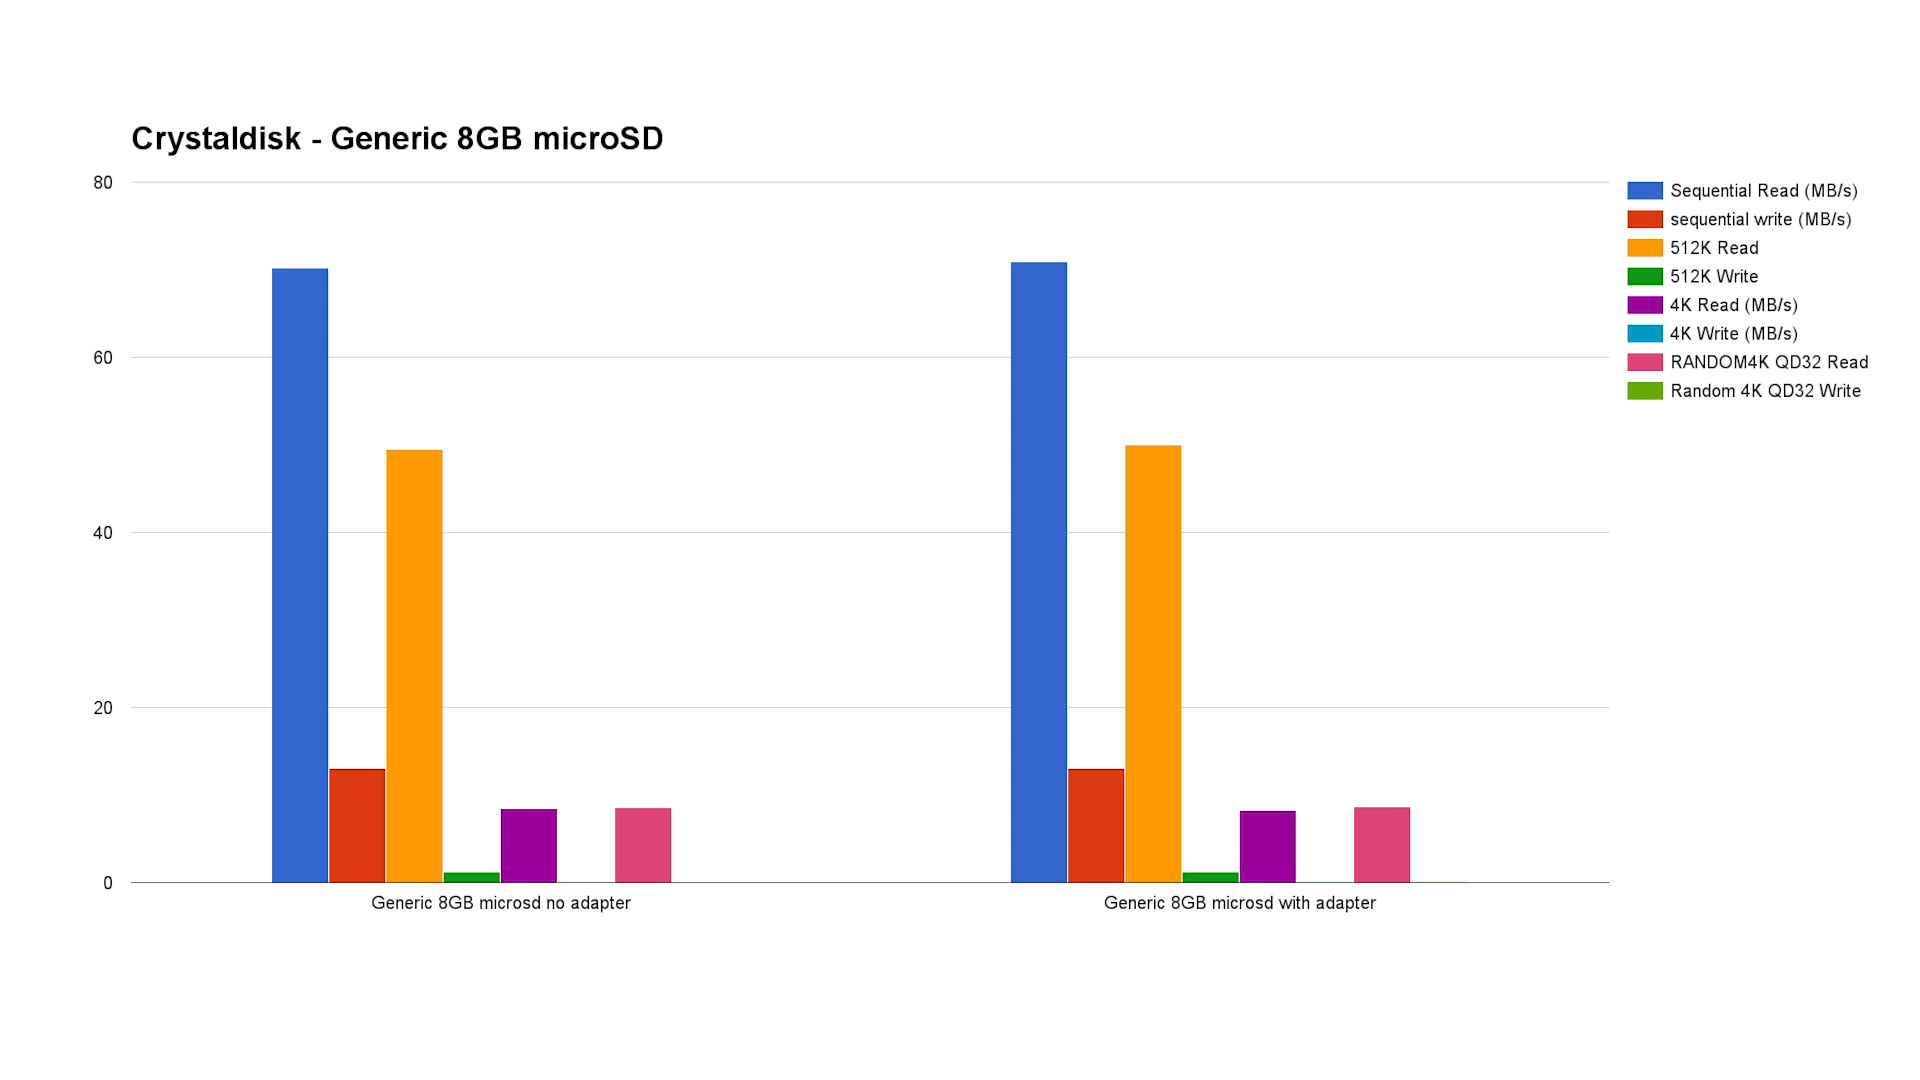 Crystaldisk - Generic 8GB microSD
80
60
40
20
0
Generic 8GB microsd no adapter
Generic 8GB microsd with adapter
Sequential Read (MB/s)
sequential write (MB/s)
512K Read
512K Write
4K Read (MB/s)
4K Write (MB/s)
RANDOM4K QD32 Read
Random 4K QD32 Write